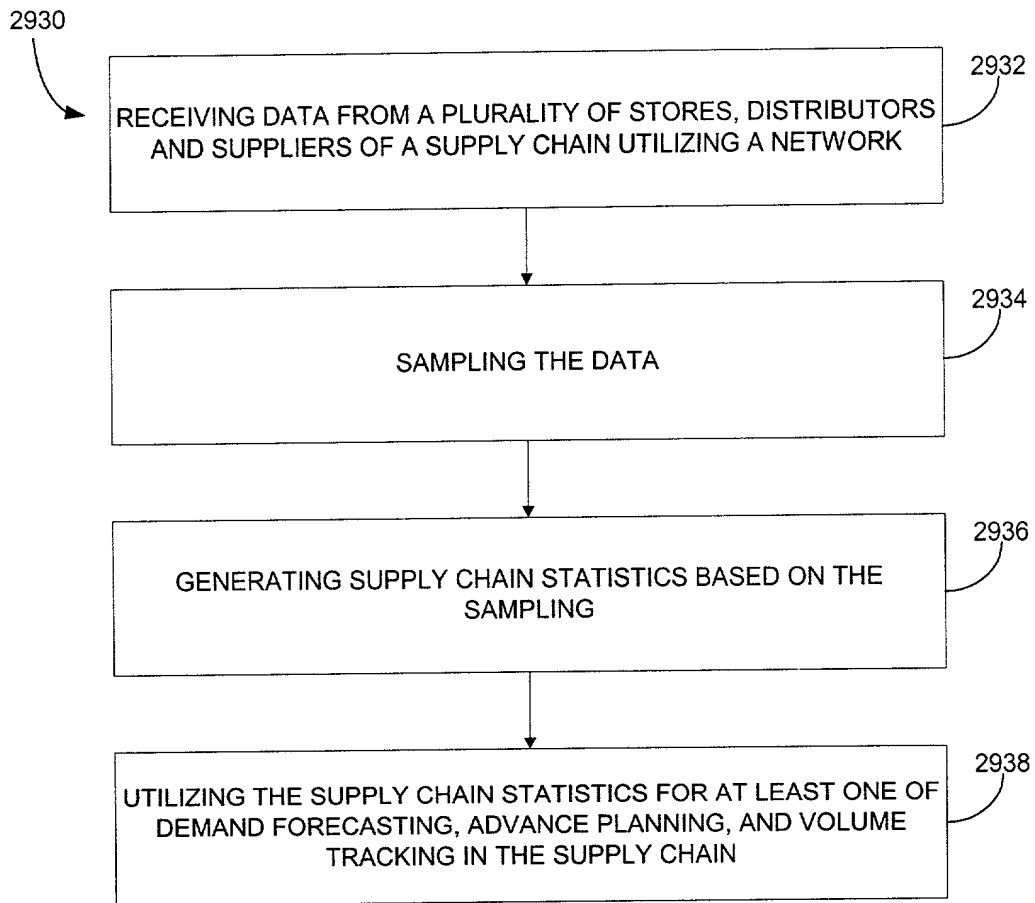 2930
2932
RECEIVING DATA FROM A PLURALITY OF STORES, DISTRIBUTORS
AND SUPPLIERS OF A SUPPLY CHAIN UTILIZING A NETWORK
2934
SAMPLING THE DATA
2936
GENERATING SUPPLY CHAIN STATISTICS BASED ON THE
SAMPLING
2938
UTILIZING THE SUPPLY CHAIN STATISTICS FOR AT LEAST ONE OF
DEMAND FORECASTING, ADVANCE PLANNING, AND VOLUME
TRACKING IN THE SUPPLY CHAIN